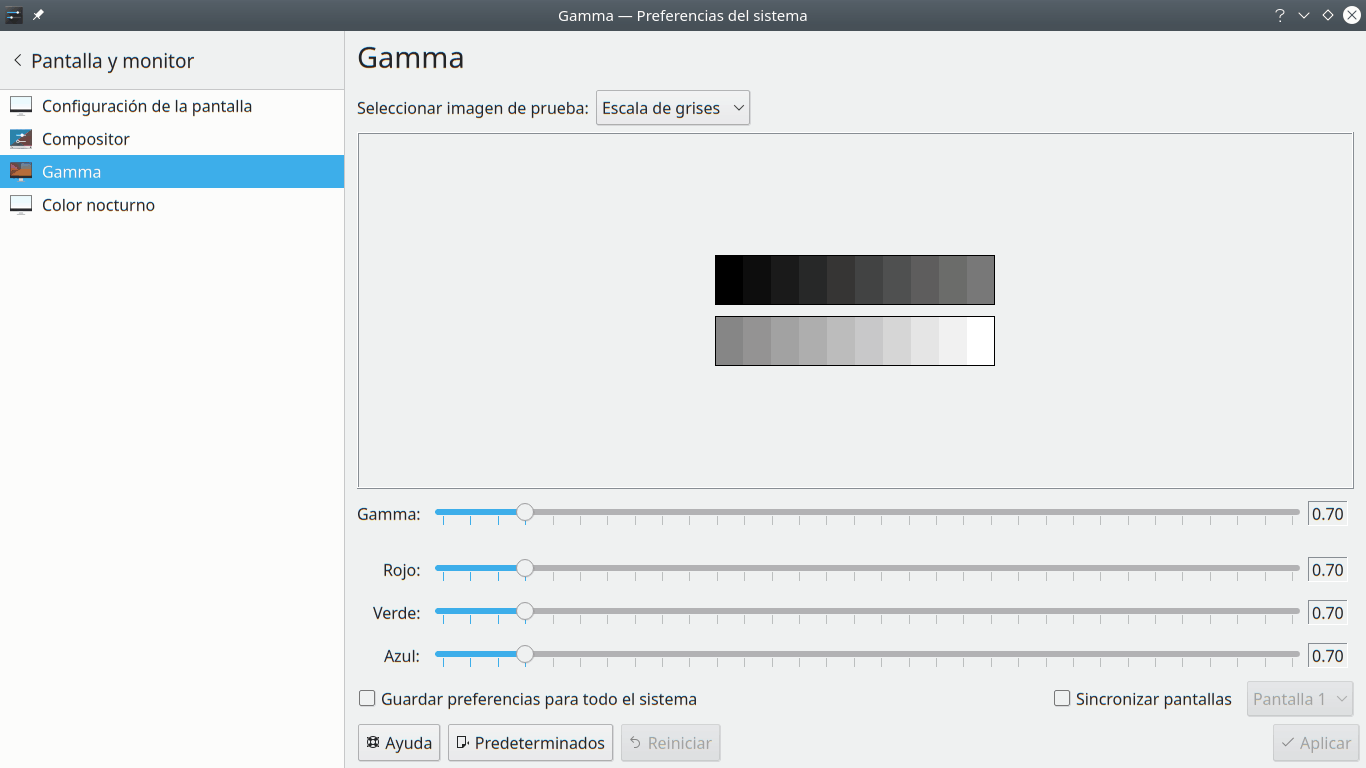 Gamma — Preferencias del sistema
Pantalla y monitor
Configuración de la pantalla
Compositor
Gamma
Color nocturno
Gamma
Seleccionar imagen de prueba: Escala de grises
Gamma: 0.70
Rojo: 0.70
Verde: 0.70
Azul: 0.70
Guardar preferencias para todo el sistema Sincronizar pantallas Pantalla 1
Ayuda Predeterminados Reiniciar Aplicar